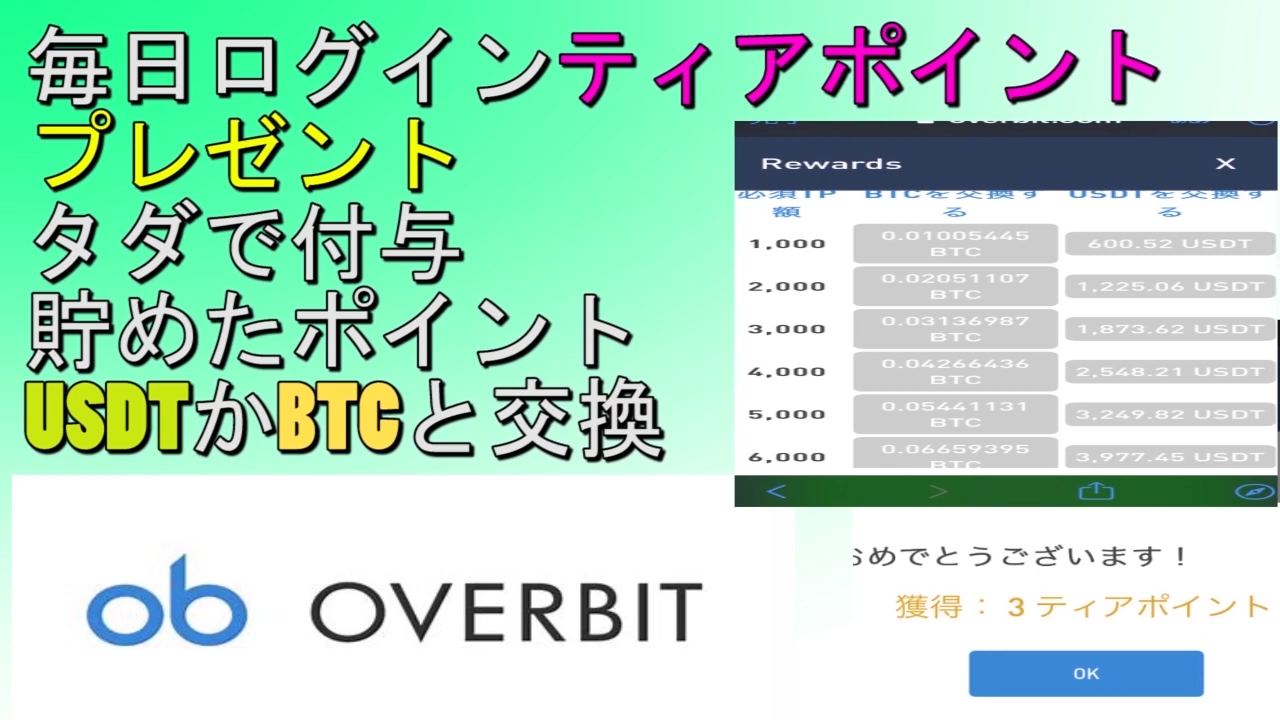 毎日ログインティアポイント
プレゼント
タダで付与
貯めたポイント
USDTかBTCと交換
overbit.com
Rewards X
必須TP額 BTCを交換する USDTを交換する
1,000 0.01005445 BTC 600.52 USDT
2,000 0.02051107 BTC 1,225.06 USDT
3,000 0.03136987 BTC 1,873.62 USDT
4,000 0.04266436 BTC 2,548.21 USDT
5,000 0.05441131 BTC 3,249.82 USDT
6,000 0.06659395 BTC 3,977.45 USDT
ob OVERBIT
おめでとうございます！
獲得： 3 ティアポイント
OK